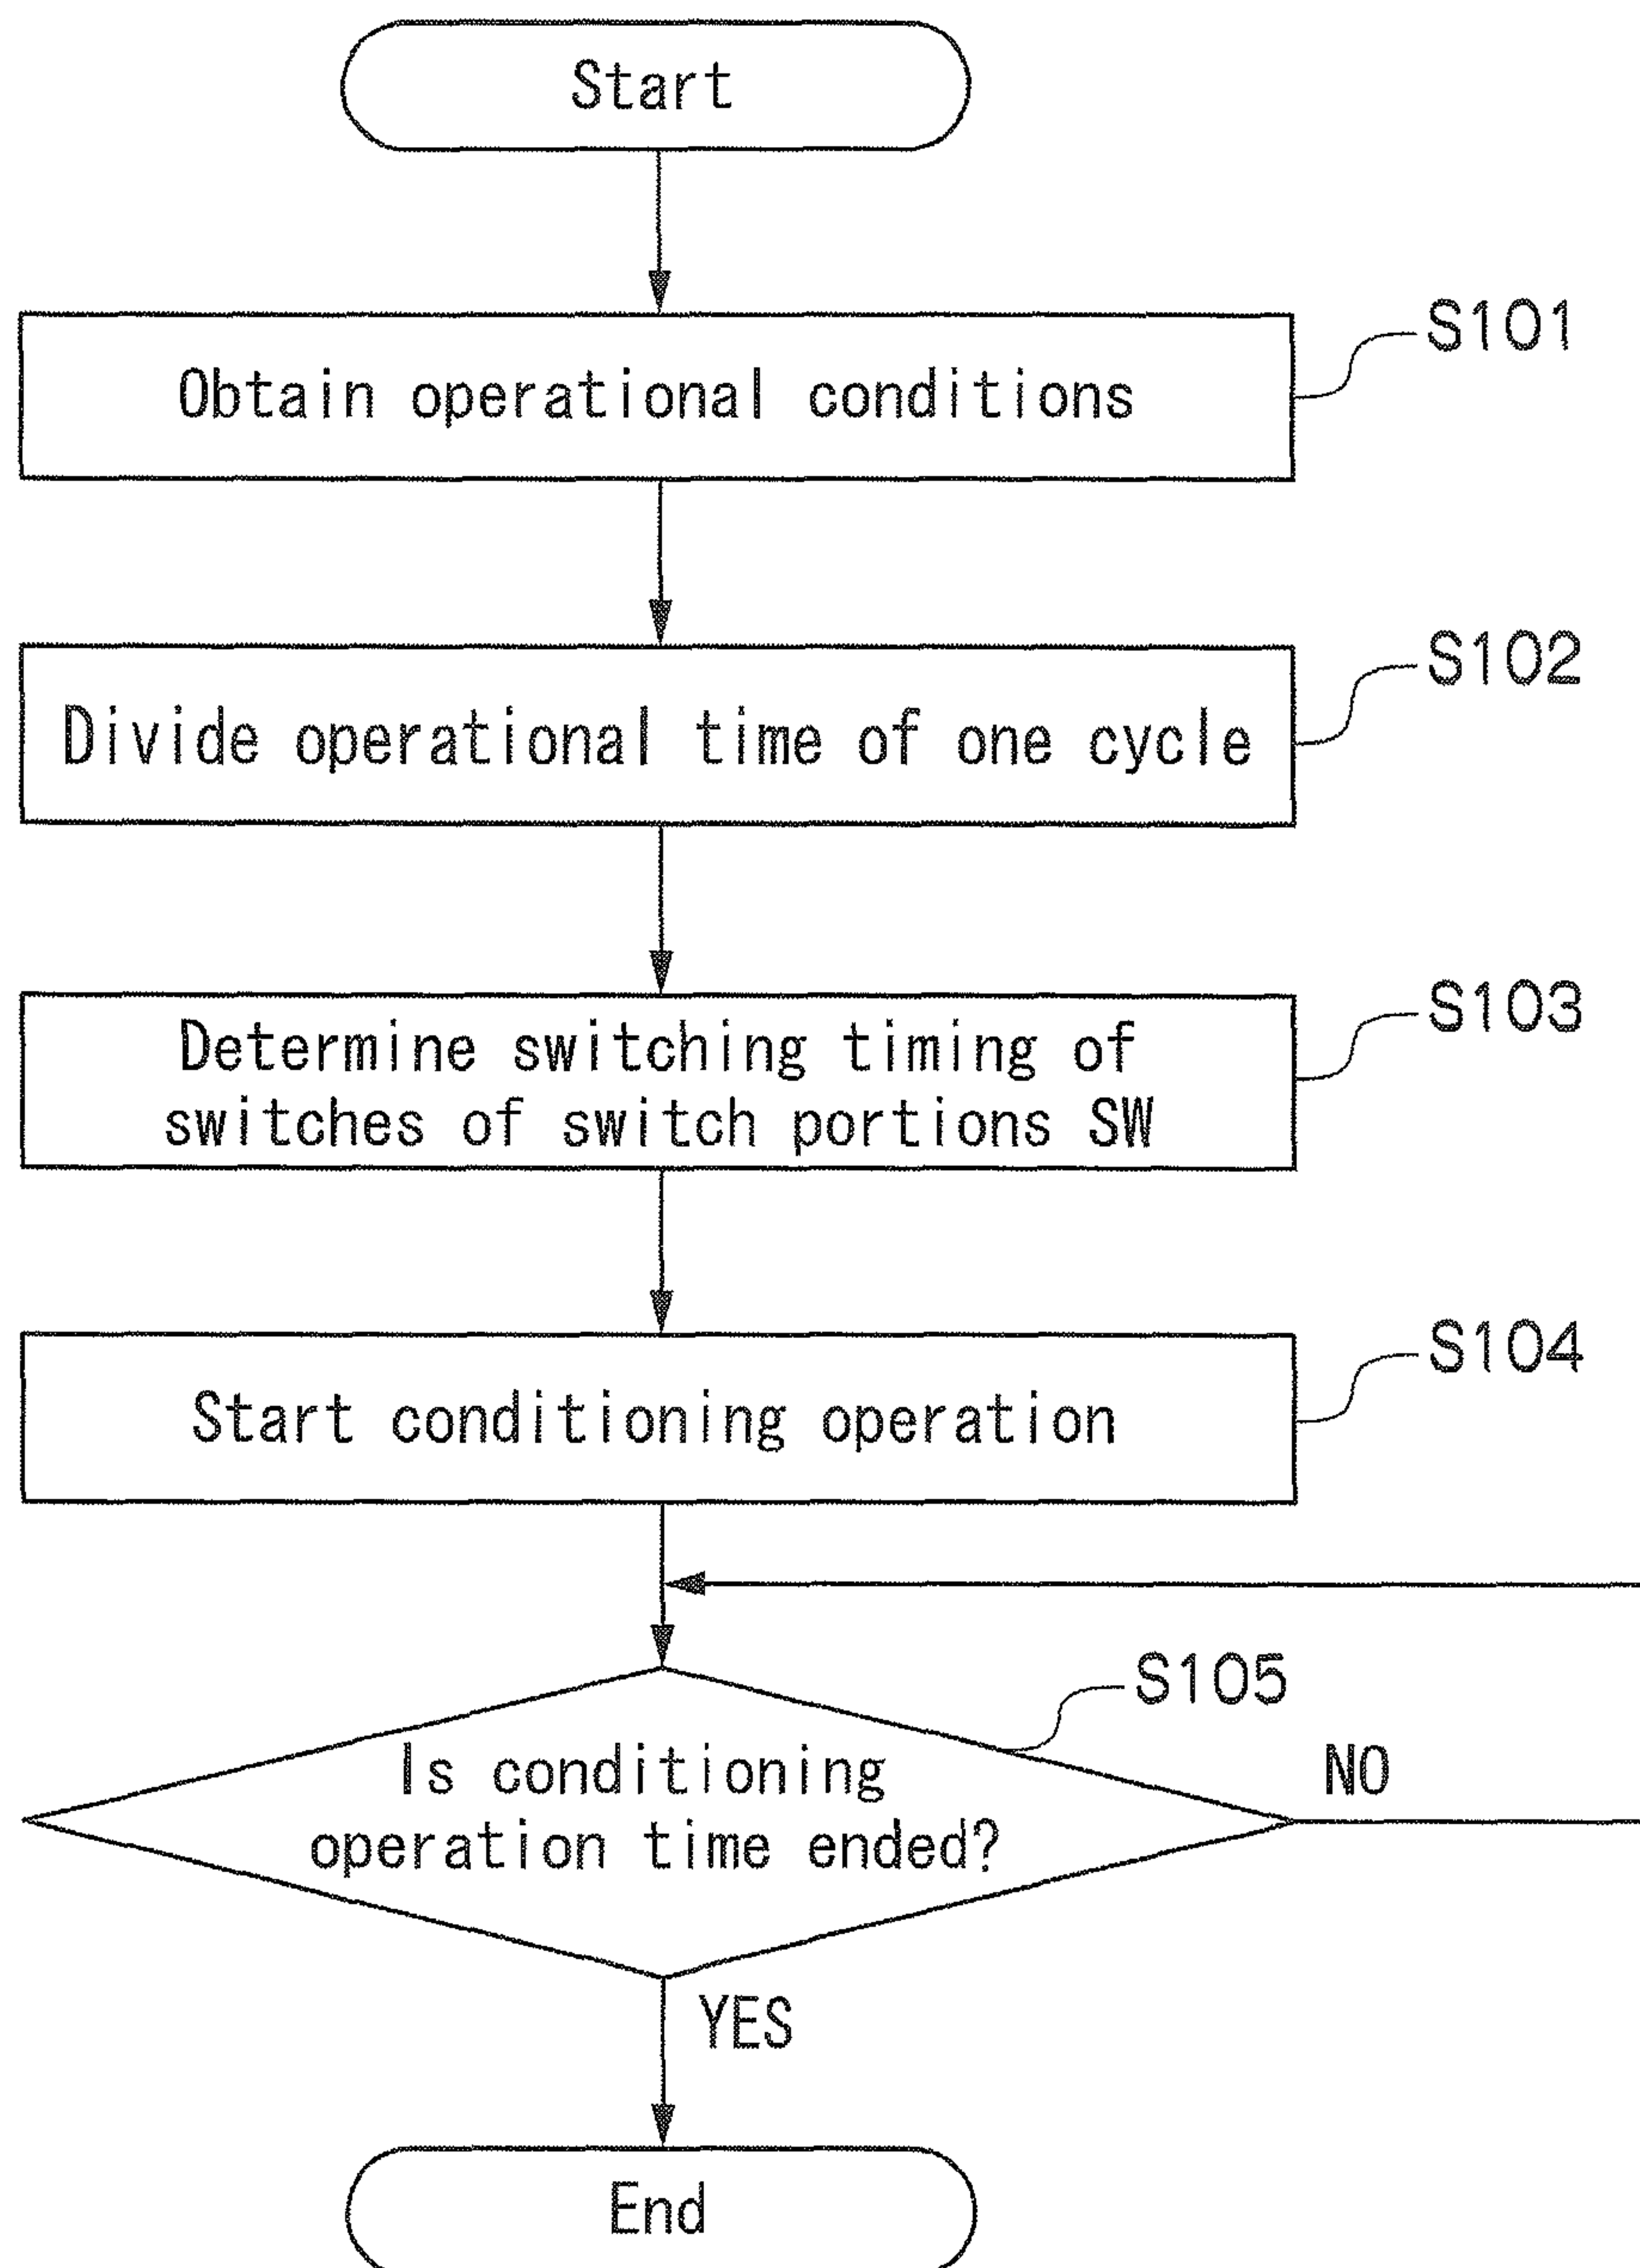 Start
Obtain operational conditions
S101
Divide operational time of one cycle
S102
Determine switching timing of
switches of switch portions SW
S103
Start conditioning operation
S104
Is conditioning
operation time ended?
S105
NO
YES
End